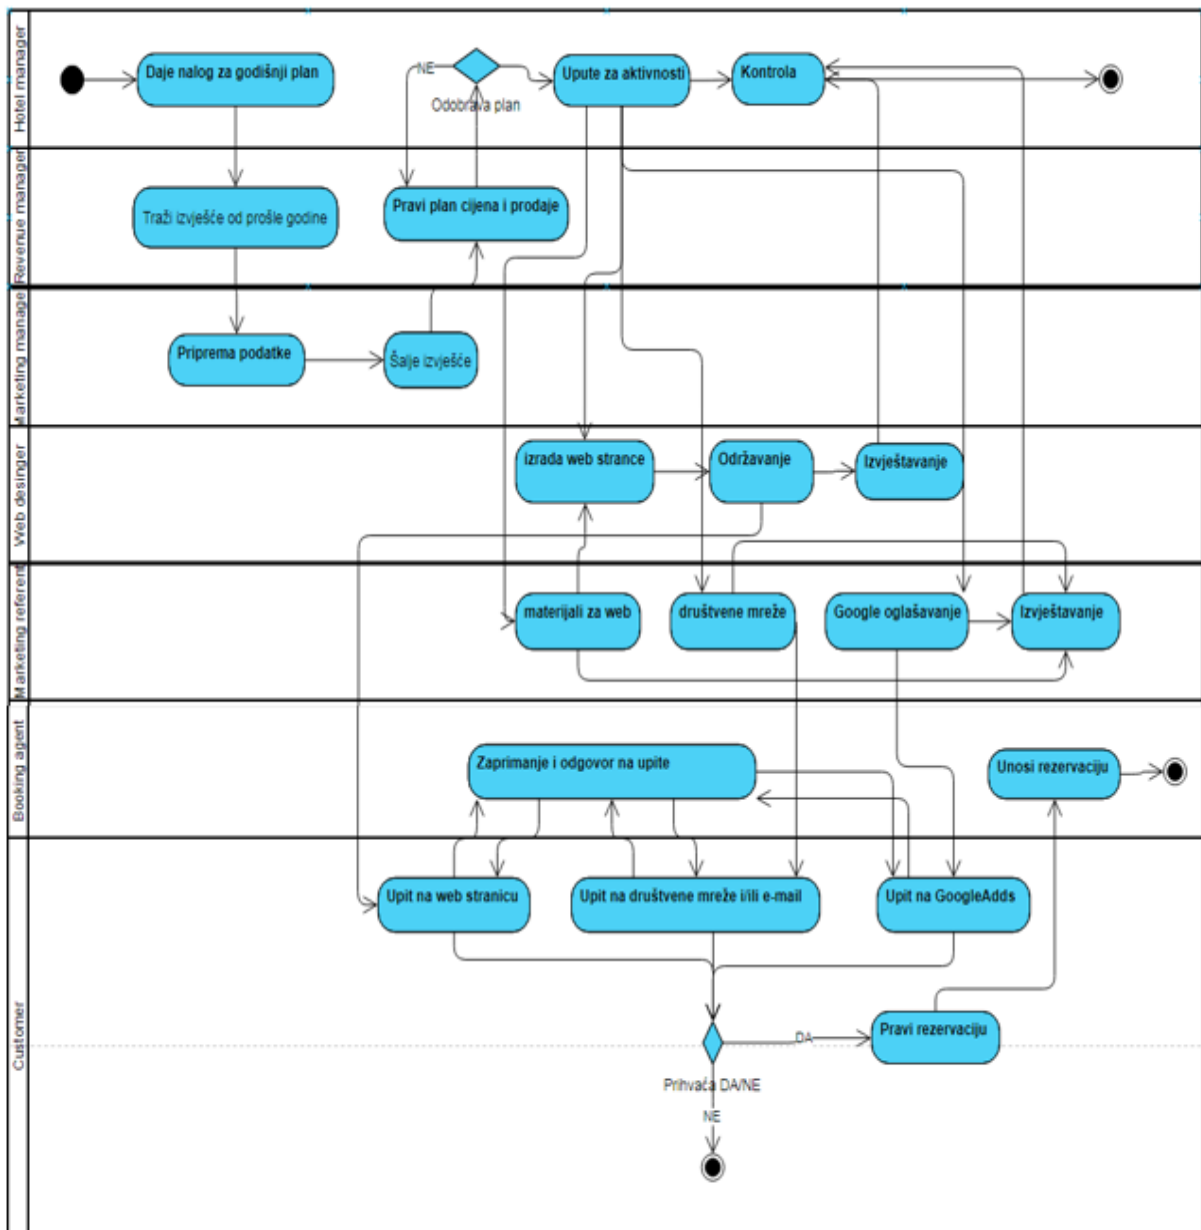 Hotel manager
Daje nalog za godišnji plan
NE
Odobrava plan
Upute za aktivnosti
Kontrola
Revenue manager
Traži izvješće od prošle godine
Pravi plan cijena i prodaje
Marketing manage
Priprema podatke
Šalje izvješće
Web desinger
izrada web strance
Održavanje
Izvještavanje
Marketing referent
materijali za web
društvene mreže
Google oglašavanje
Izvještavanje
Booking agent
Zaprimanje i odgovor na upite
Unosi rezervaciju
Customer
Upit na web stranicu
Upit na društvene mreže i/ili e-mail
Upit na GoogleAdds
DA
Pravi rezervaciju
Prihvaća DA/NE
NE